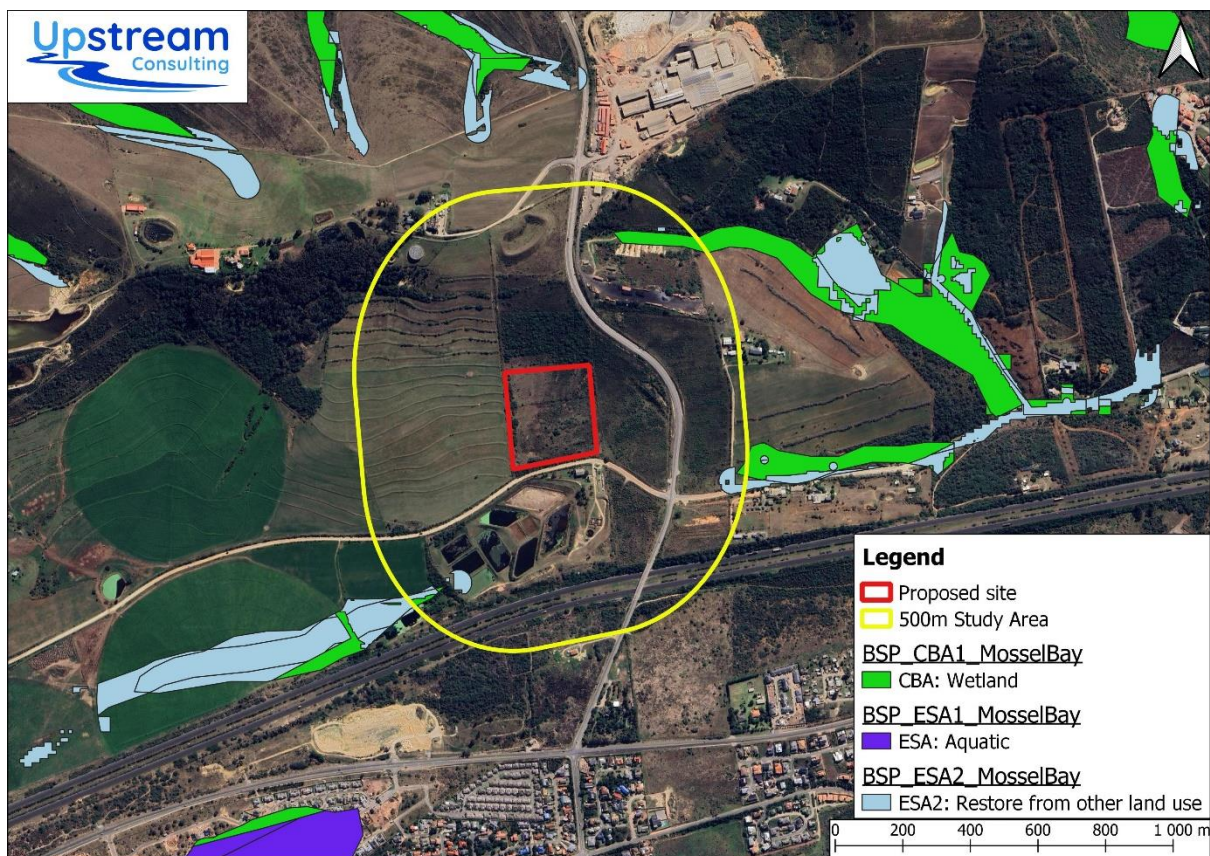 Upstream
Consulting
Legend
Proposed site
500m Study Area
BSP_CBA1_MosselBay
CBA: Wetland
BSP_ESA1_MosselBay
ESA: Aquatic
BSP_ESA2_MosselBay
ESA2: Restore from other land use
0 200 400 600 800 1 000 m